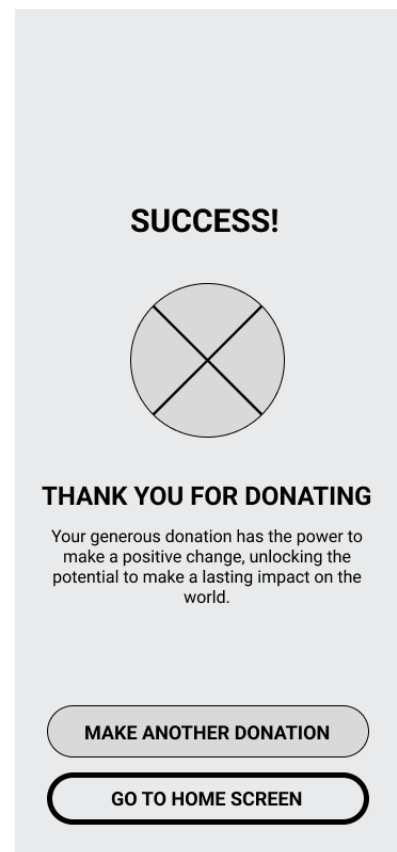 SUCCESS!
THANK YOU FOR DONATING
Your generous donation has the power to
make a positive change, unlocking the
potential to make a lasting impact on the
world.
MAKE ANOTHER DONATION
GO TO HOME SCREEN